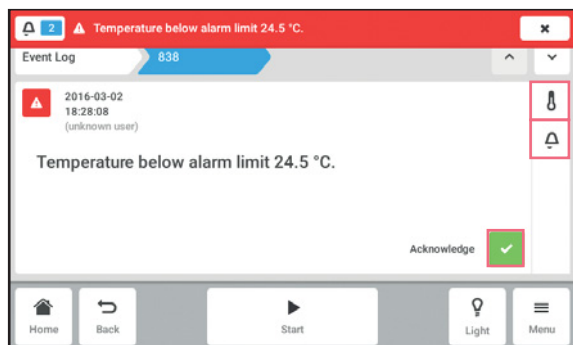 2 Temperature below alarm limit 24.5 °C.
Event Log 838
2016-03-02
18:28:08
(unknown user)
Temperature below alarm limit 24.5 °C.
Acknowledge
Home Back Start Light Menu